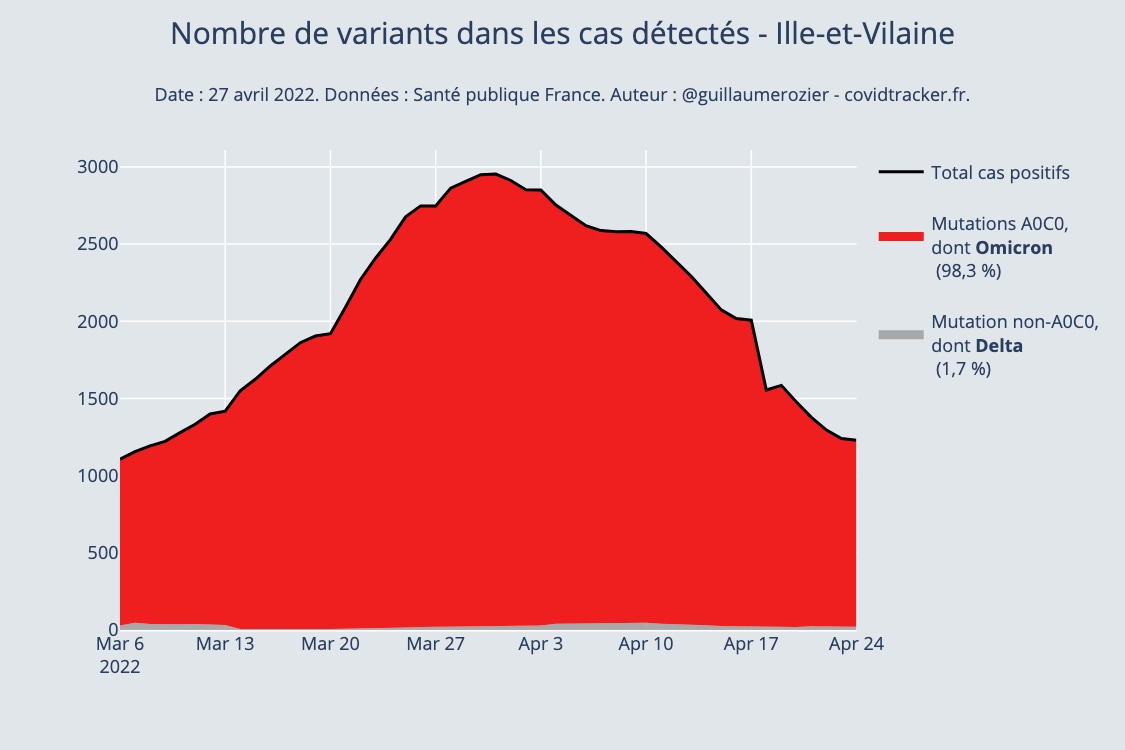 Nombre de variants dans les cas détectés - Ille-et-Vilaine
Date : 27 avril 2022. Données : Santé publique France. Auteur : @guillaumerozier - covidtracker.fr.
3000
2500
2000
1500
1000
500
0
Mar 6
2022
Mar 13
Mar 20
Mar 27
Apr 3
Apr 10
Apr 17
Apr 24
Total cas positifs
Mutations A0C0,
dont Omicron
(98,3 %)
Mutation non-A0C0,
dont Delta
(1,7 %)